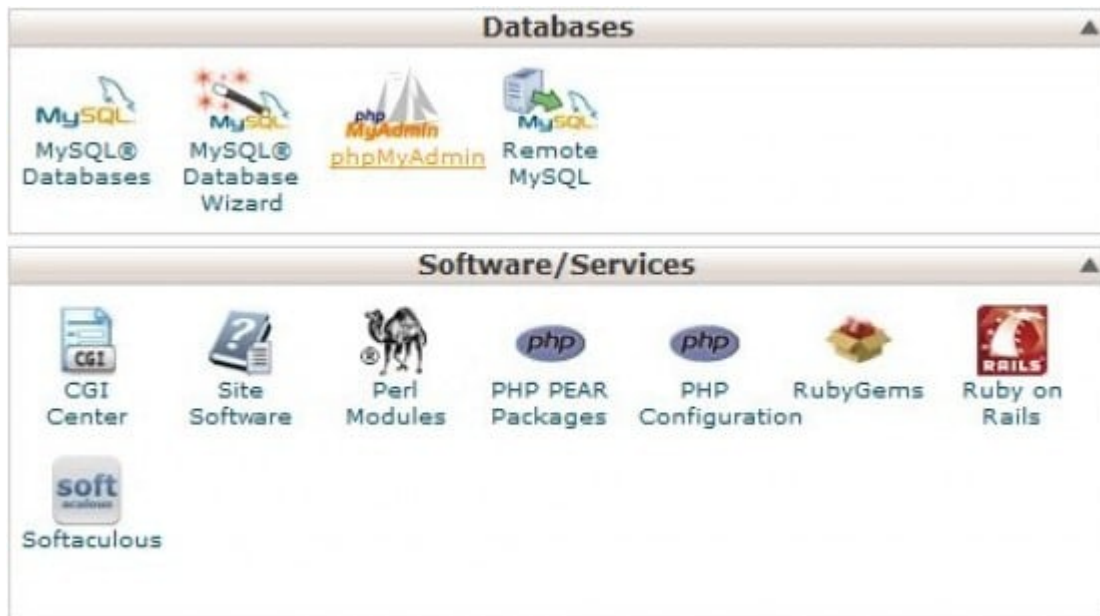 Databases
MySQL
MySQL
php
MyAdmin
MySQL
MySQL® Databases
MySQL® Database Wizard
phpMyAdmin
Remote MySQL
Software/Services
CGI
?
®
php
php
RAILS
CGI Center
Site Software
Perl Modules
PHP PEAR Packages
PHP Configuration
RubyGems
Ruby on Rails
soft
aculous
Softaculous